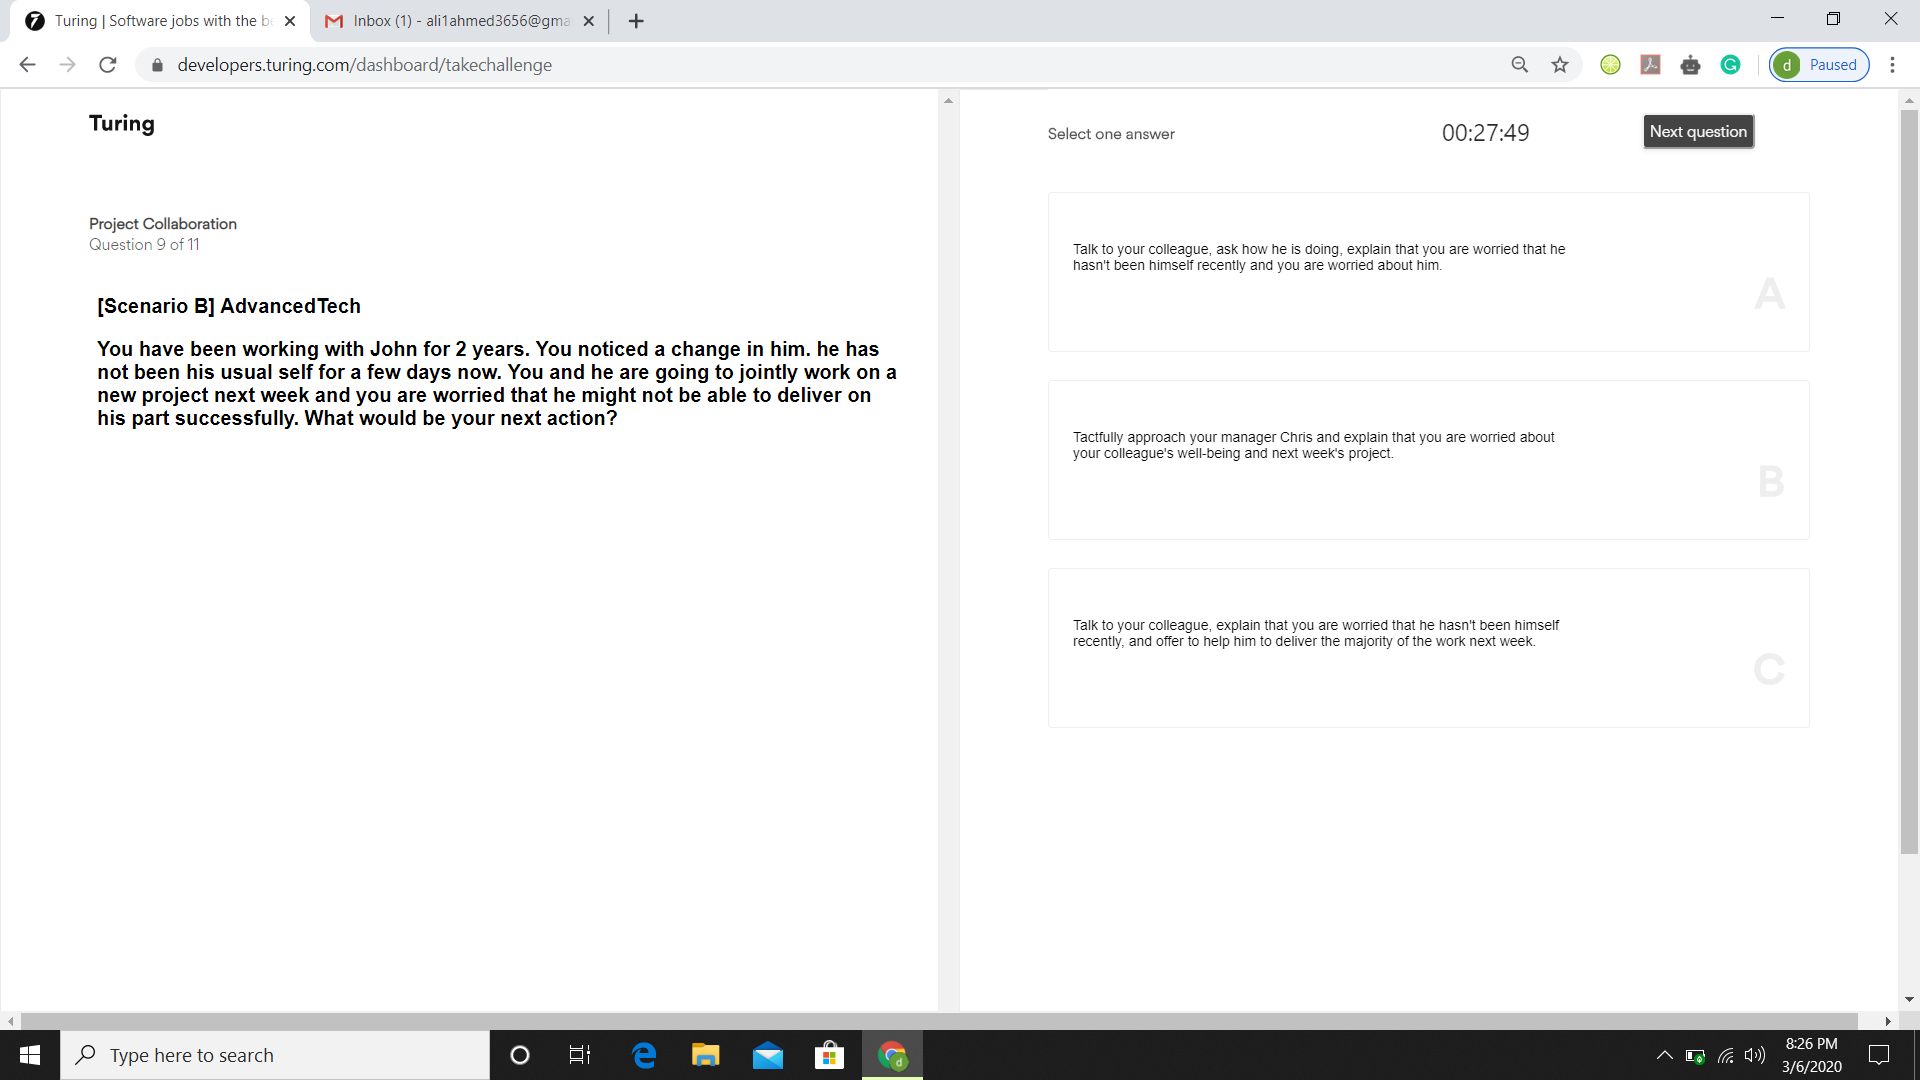 Turing | Software jobs with the b
Inbox (1) - ali1ahmed3656@gma
developers.turing.com/dashboard/takechallenge
d Paused
Turing
Select one answer
00:27:49
Next question
Project Collaboration
Question 9 of 11
[Scenario B] AdvancedTech
You have been working with John for 2 years. You noticed a change in him. he has
not been his usual self for a few days now. You and he are going to jointly work on a
new project next week and you are worried that he might not be able to deliver on
his part successfully. What would be your next action?
Talk to your colleague, ask how he is doing, explain that you are worried that he
hasn't been himself recently and you are worried about him.
A
Tactfully approach your manager Chris and explain that you are worried about
your colleague's well-being and next week's project.
B
Talk to your colleague, explain that you are worried that he hasn't been himself
recently, and offer to help him to deliver the majority of the work next week.
C
Type here to search
8:26 PM
3/6/2020